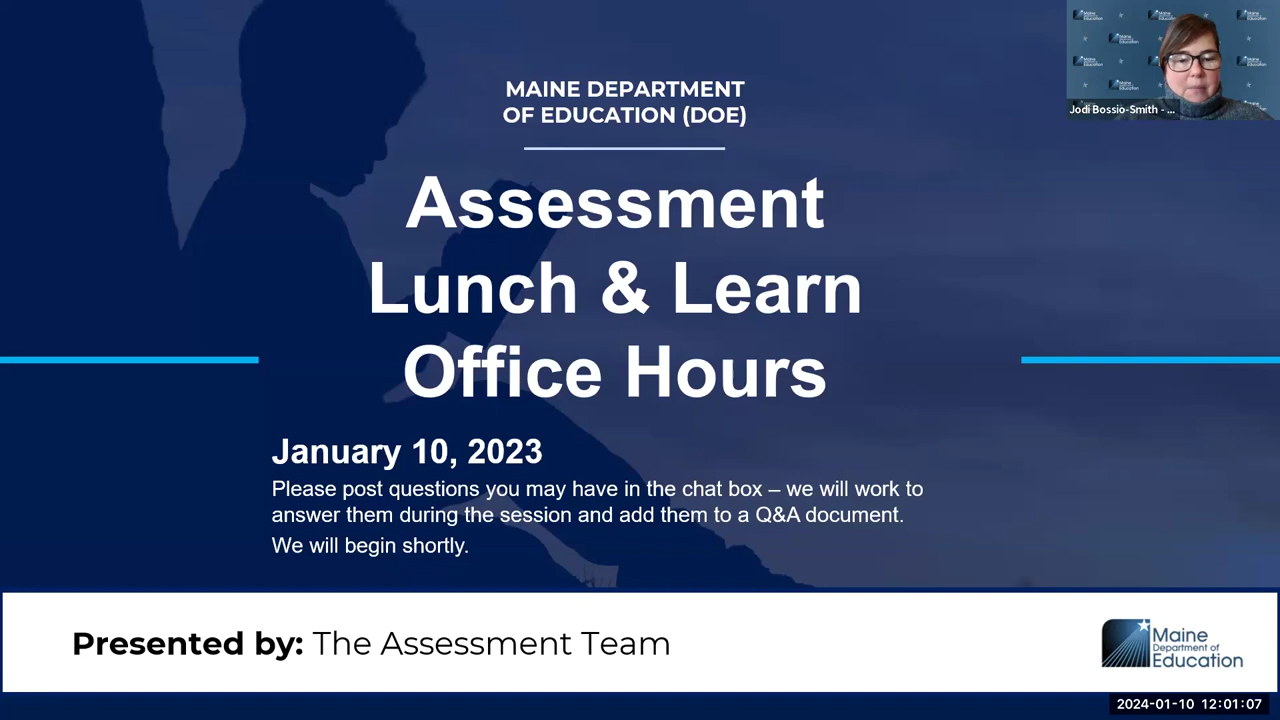 MAINE DEPARTMENT
OF EDUCATION (DOE)
Assessment
Lunch & Learn
Office Hours
January 10, 2023
Please post questions you may have in the chat box – we will work to
answer them during the session and add them to a Q&A document.
We will begin shortly.
Presented by: The Assessment Team
Maine
Department of
Education
Jodi Bossio-Smith - ...
2024-01-10 12:01:07